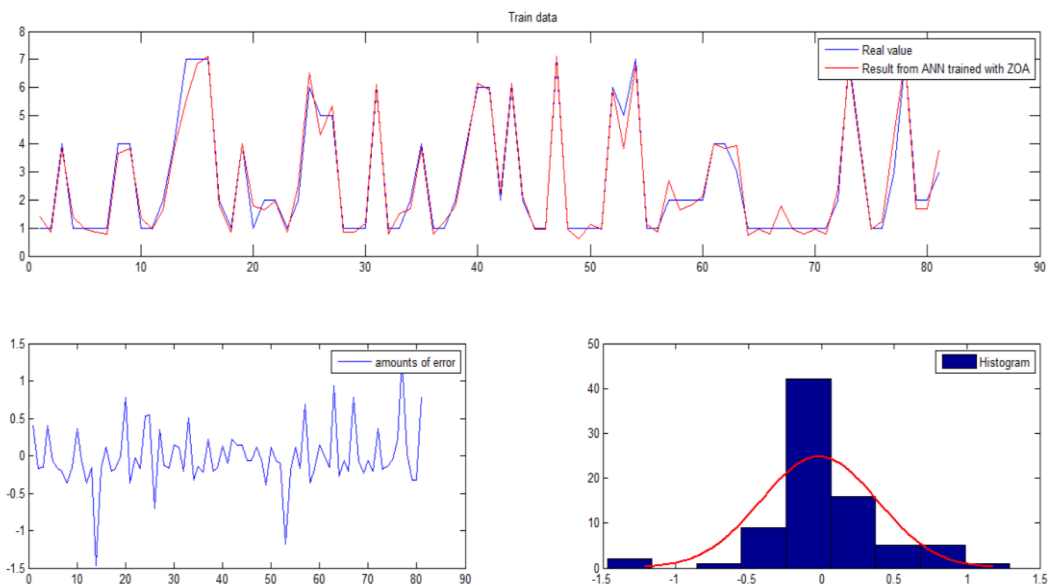 Train data
8
7
6
5
4
3
2
1
0
0 10 20 30 40 50 60 70 80 90
Real value
Result from ANN trained with ZOA
1.5
1
0.5
0
-0.5
-1
-1.5
0 10 20 30 40 50 60 70 80 90
amounts of error
50
40
30
20
10
0
-1.5 -1 -0.5 0 0.5 1 1.5
Histogram